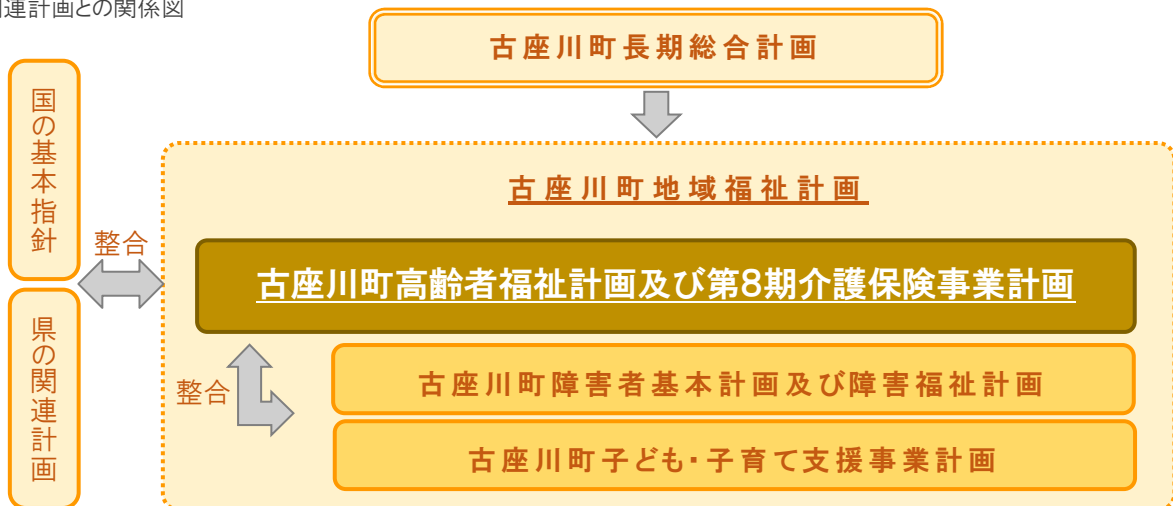 連計画との関係図
古座川町長期総合計画
国の基本指針
古座川町地域福祉計画
整合
古座川町高齢者福祉計画及び第8期介護保険事業計画
県の関連計画
整合
古座川町障害者基本計画及び障害福祉計画
古座川町子ども・子育て支援事業計画